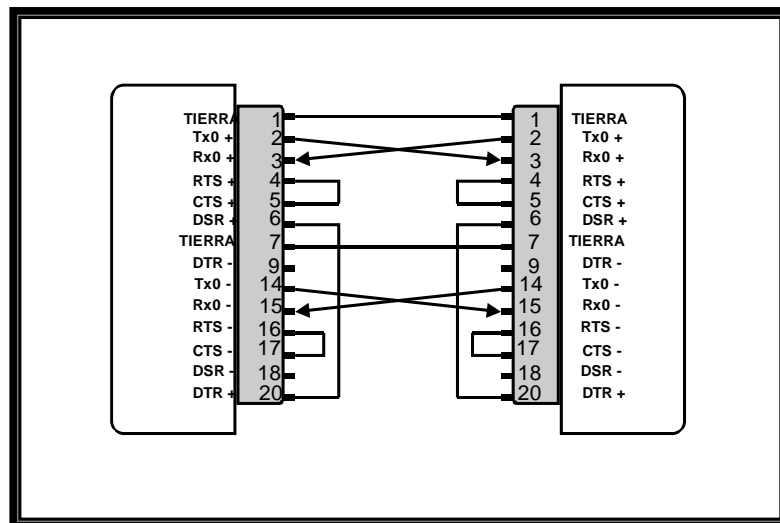 TIERRA 1 1 TIERRA
Tx0 + 2 2 Tx0 +
Rx0 + 3 3 Rx0 +
RTS + 4 4 RTS +
CTS + 5 5 CTS +
DSR + 6 6 DSR +
TIERRA 7 7 TIERRA
DTR - 9 9 DTR -
Tx0 - 14 14 Tx0 -
Rx0 - 15 15 Rx0 -
RTS - 16 16 RTS -
CTS - 17 17 CTS -
DSR - 18 18 DSR -
DTR + 20 20 DTR +